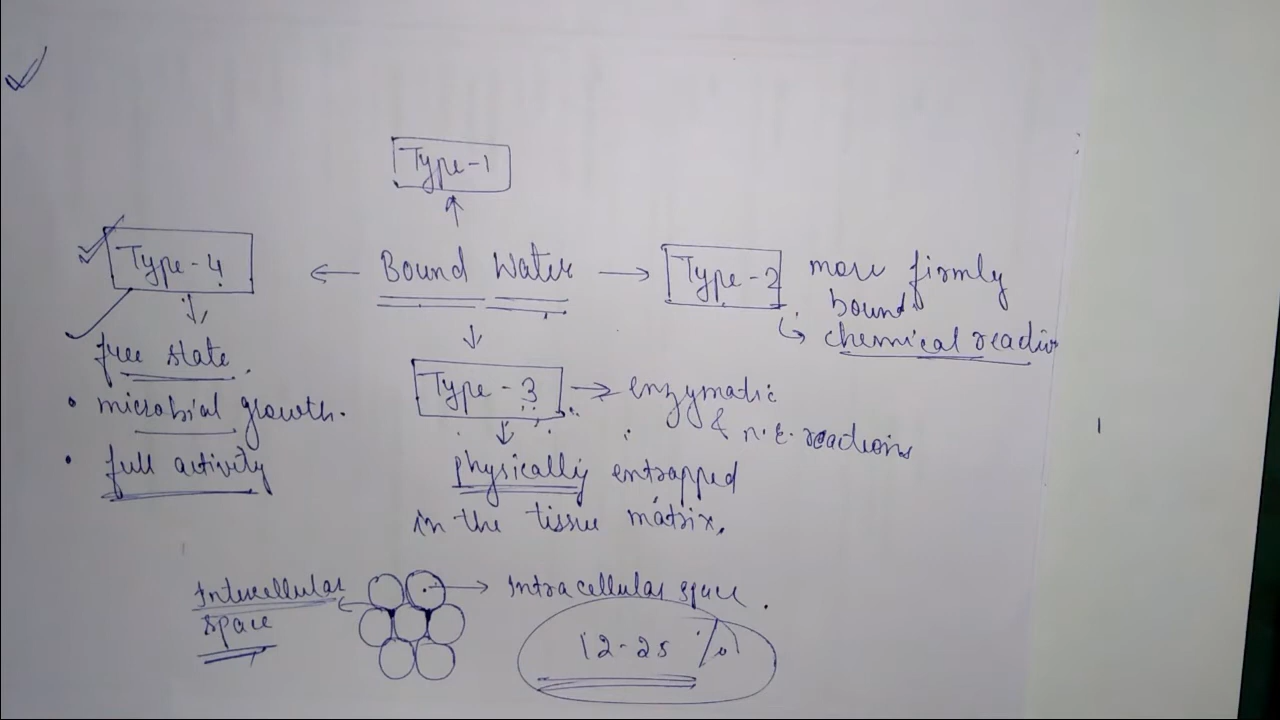 Type-1
Type-4
Bound Water
Type-2
more firmly
bound.
chemical reactio
free state.
microbial growth.
full activity
Type-3
enzymatic
& n.E. reactions
physically entrapped
in the tissue matrix.
Intercellular
space
Intracellular space.
12-25 %